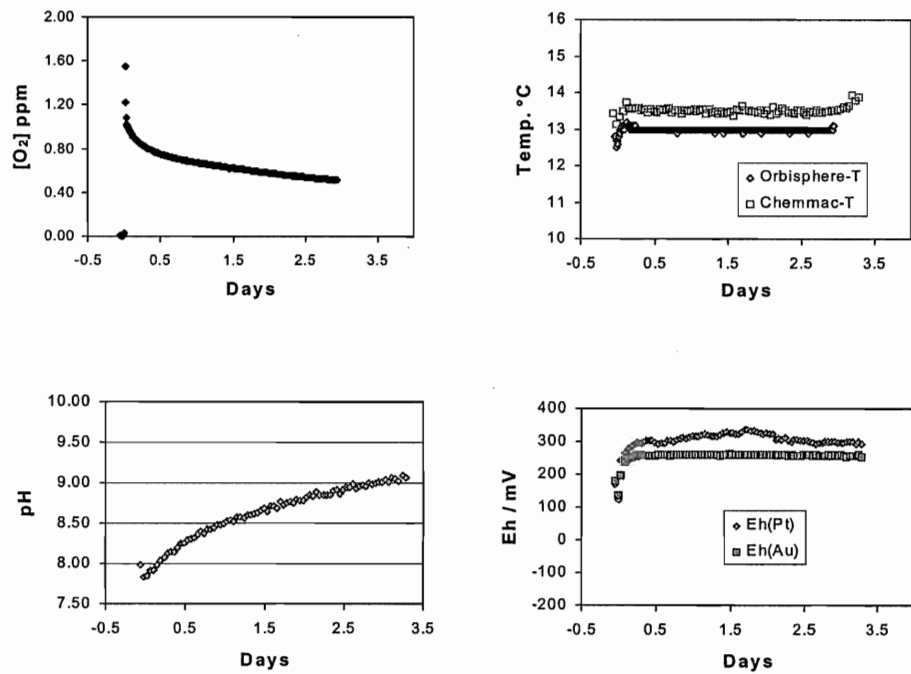 2.00
1.60
1.20
0.80
0.40
0.00
[O₂] ppm
-0.5 0.5 1.5 2.5 3.5
Days
16
15
14
13
12
11
10
Temp. °C
Orbisphere-T
Chemmac-T
-0.5 0.5 1.5 2.5 3.5
Days
10.00
9.50
9.00
8.50
8.00
7.50
pH
-0.5 0.5 1.5 2.5 3.5
Days
400
300
200
100
0
-100
-200
Eh / mV
Eh(Pt)
Eh(Au)
-0.5 0.5 1.5 2.5 3.5
Days